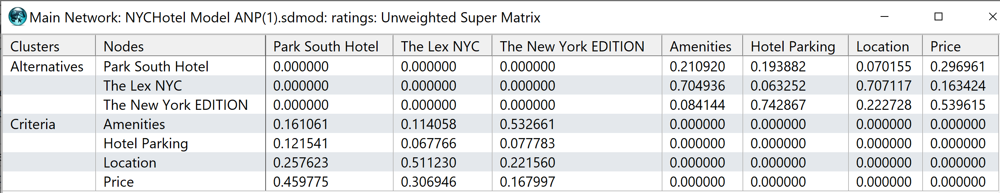 Main Network: NYCHotel Model ANP(1).sdmod: ratings: Unweighted Super Matrix
Clusters Nodes Park South Hotel The Lex NYC The New York EDITION Amenities Hotel Parking Location Price
Alternatives Park South Hotel 0.000000 0.000000 0.000000 0.210920 0.193882 0.070155 0.296961
The Lex NYC 0.000000 0.000000 0.000000 0.704936 0.063252 0.707117 0.163424
The New York EDITION 0.000000 0.000000 0.000000 0.084144 0.742867 0.222728 0.539615
Criteria Amenities 0.161061 0.114058 0.532661 0.000000 0.000000 0.000000 0.000000
Hotel Parking 0.121541 0.067766 0.077783 0.000000 0.000000 0.000000 0.000000
Location 0.257623 0.511230 0.221560 0.000000 0.000000 0.000000 0.000000
Price 0.459775 0.306946 0.167997 0.000000 0.000000 0.000000 0.000000